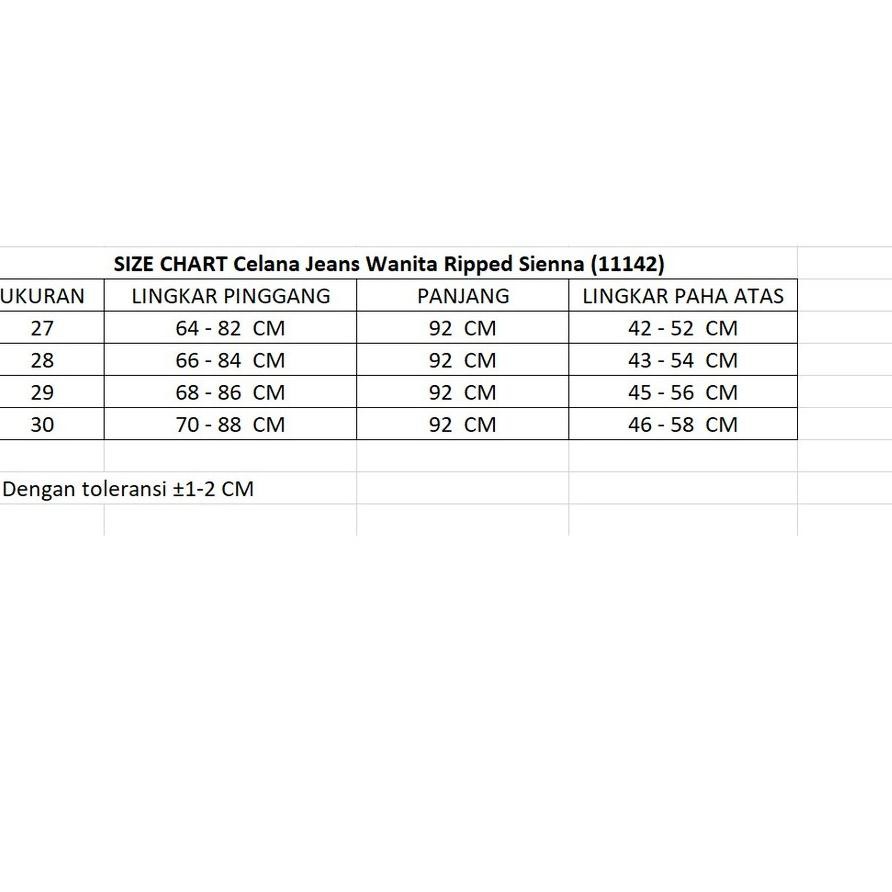 SIZE CHART Celana Jeans Wanita Ripped Sienna (11142)
UKURAN LINGKAR PINGGANG PANJANG LINGKAR PAHA ATAS
27 64 - 82 CM 92 CM 42 - 52 CM
28 66 - 84 CM 92 CM 43 - 54 CM
29 68 - 86 CM 92 CM 45 - 56 CM
30 70 - 88 CM 92 CM 46 - 58 CM
Dengan toleransi ±1-2 CM